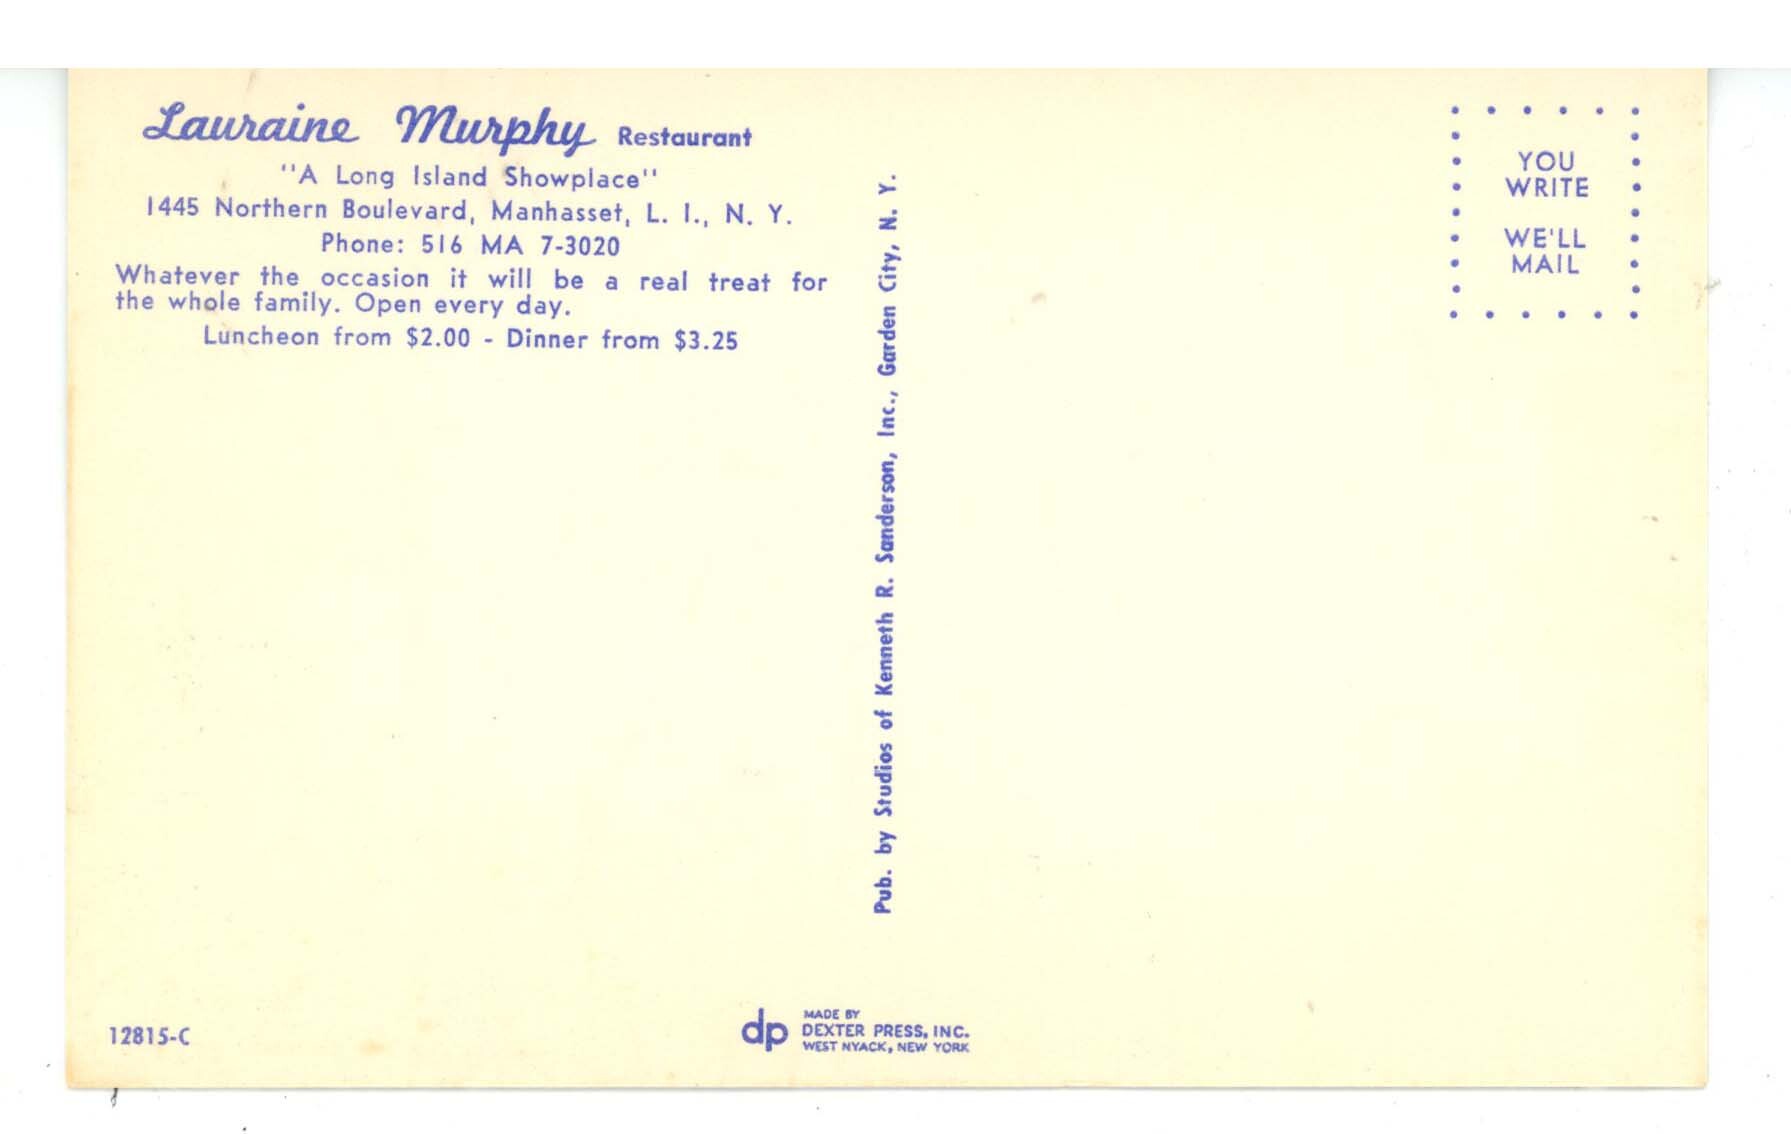 Lauraine Murphy Restaurant
"A Long Island Showplace"
1445 Northern Boulevard, Manhasset, L. I., N. Y.
Phone: 516 MA 7-3020
Whatever the occasion it will be a real treat for
the whole family. Open every day.
Luncheon from $2.00 - Dinner from $3.25
Pub. by Studios of Kenneth R. Sanderson, Inc., Garden City, N. Y.
YOU
WRITE
WE'LL
MAIL
12815-C
dp
MADE BY
DEXTER PRESS, INC.
WEST NYACK, NEW YORK